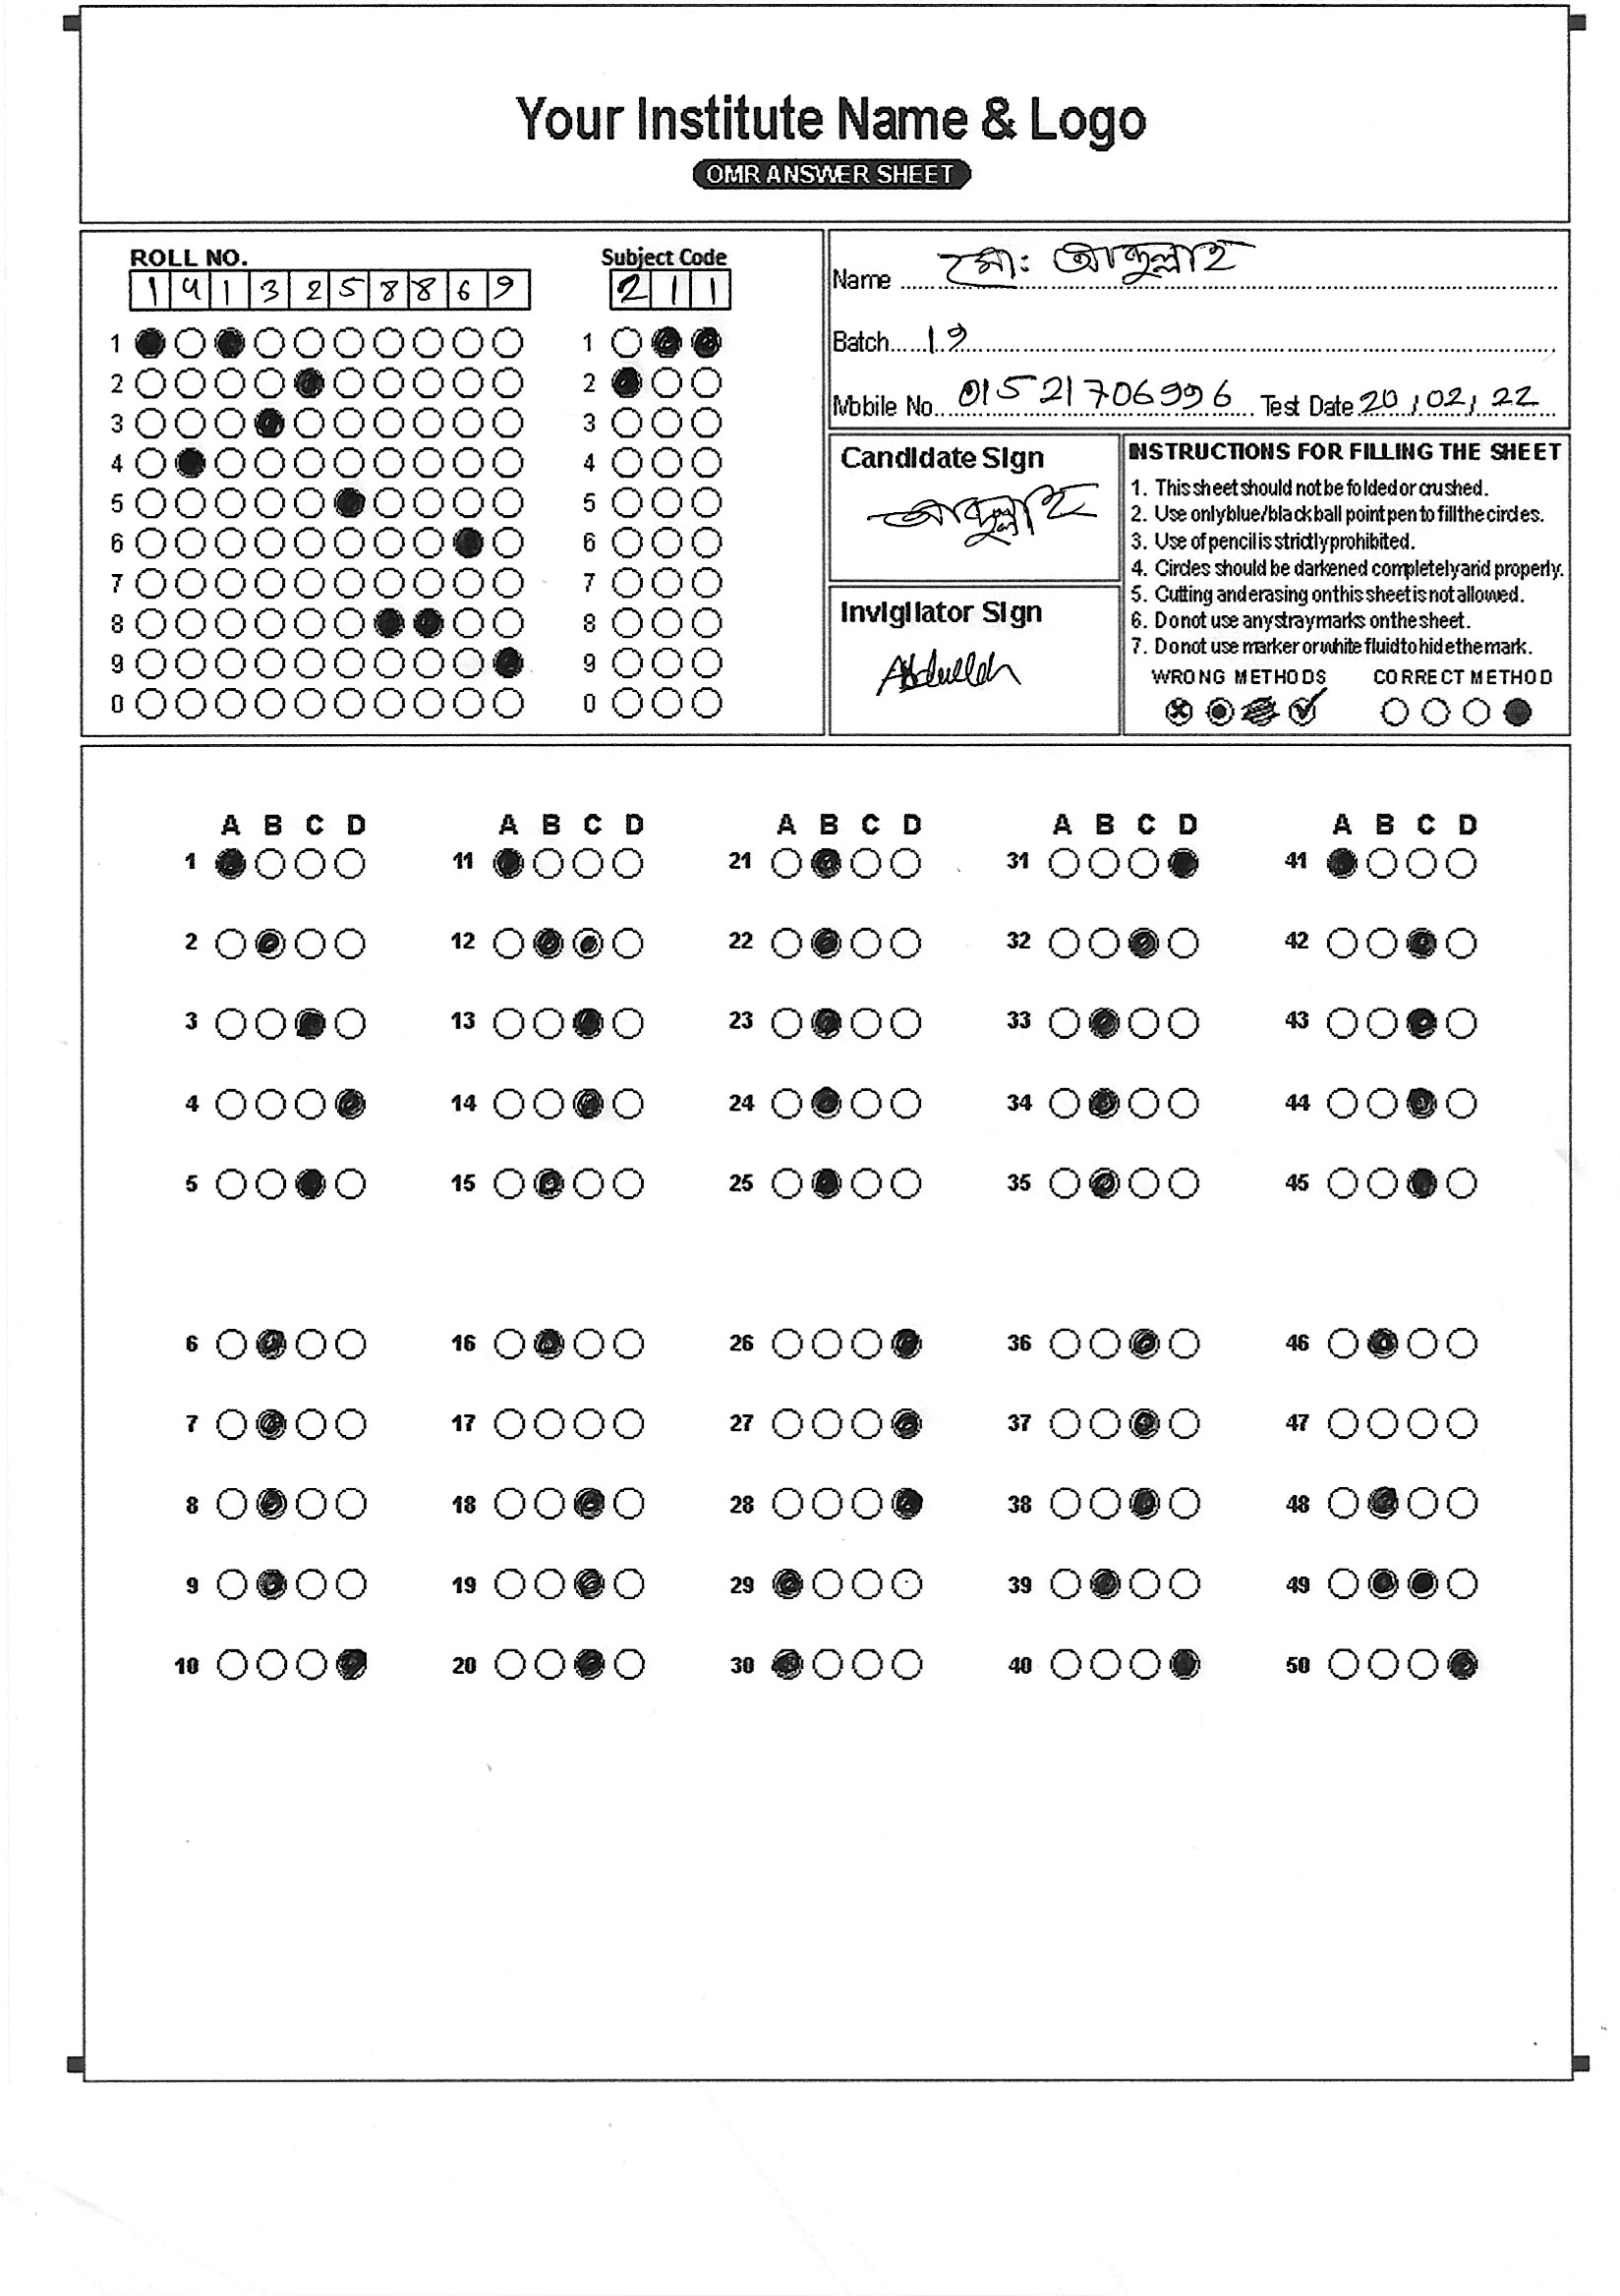 Your Institute Name & Logo
OMR ANSWER SHEET
ROLL NO.
1 4 1 3 2 5 8 8 6 9
1
2
3
4
5
6
7
8
9
0
Subject Code
2 1 1
1
2
3
4
5
6
7
8
9
0
Name মো: আব্দুল্লাহ
Batch 19
Mobile No. 01521706996 Test Date 20, 02, 22
Candidate Sign
আব্দুল্লাহ
Invigilator Sign
Abdullah
INSTRUCTIONS FOR FILLING THE SHEET
1. This sheet should not be folded or crushed.
2. Use only blue/black ball point pen to fill the circles.
3. Use of pencil is strictly prohibited.
4. Circles should be darkened completely and properly.
5. Cutting and erasing on this sheet is not allowed.
6. Do not use any stray marks on the sheet.
7. Do not use marker or white fluid to hide the mark.
WRONG METHODS CORRECT METHOD
A B C D
1
2
3
4
5
6
7
8
9
10
A B C D
11
12
13
14
15
16
17
18
19
20
A B C D
21
22
23
24
25
26
27
28
29
30
A B C D
31
32
33
34
35
36
37
38
39
40
A B C D
41
42
43
44
45
46
47
48
49
50